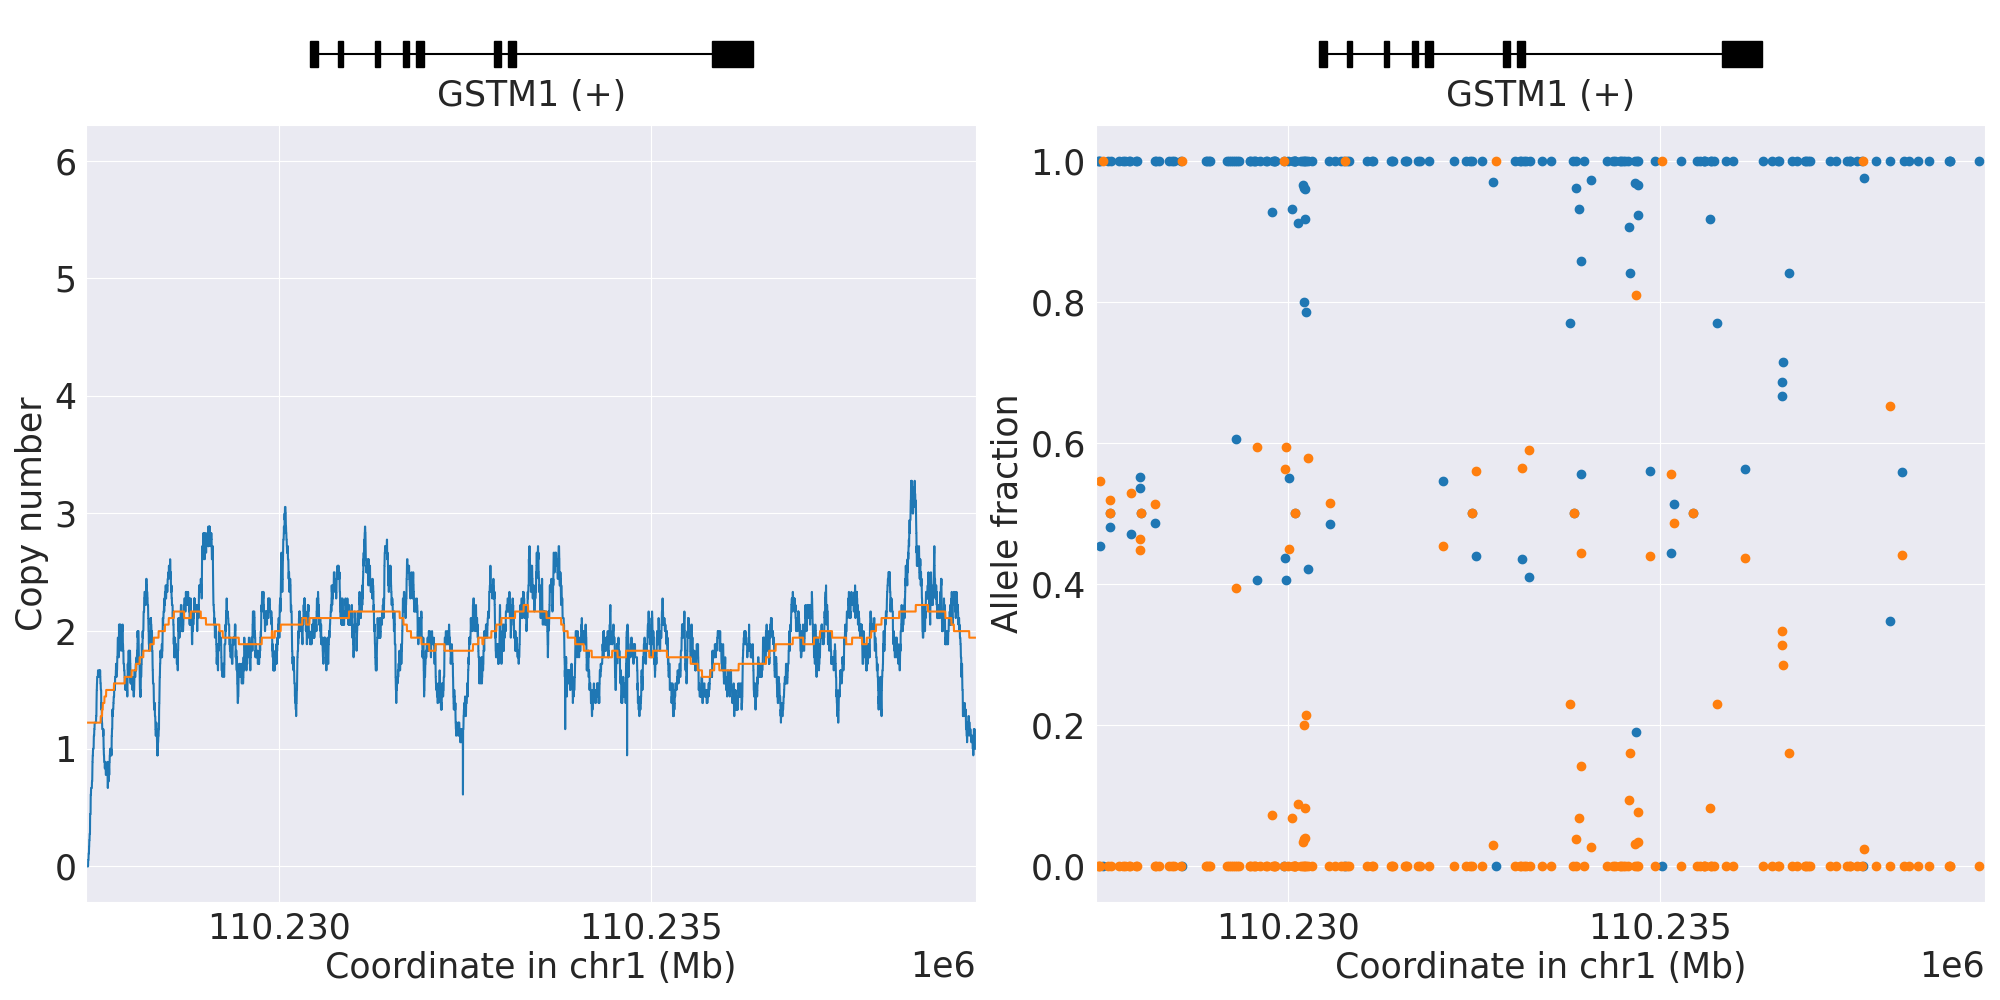 GSTM1 (+)
GSTM1 (+)
Copy number
6
5
4
3
2
1
0
110.230
110.235
Coordinate in chr1 (Mb)
1e6
Allele fraction
1.0
0.8
0.6
0.4
0.2
0.0
110.230
110.235
Coordinate in chr1 (Mb)
1e6